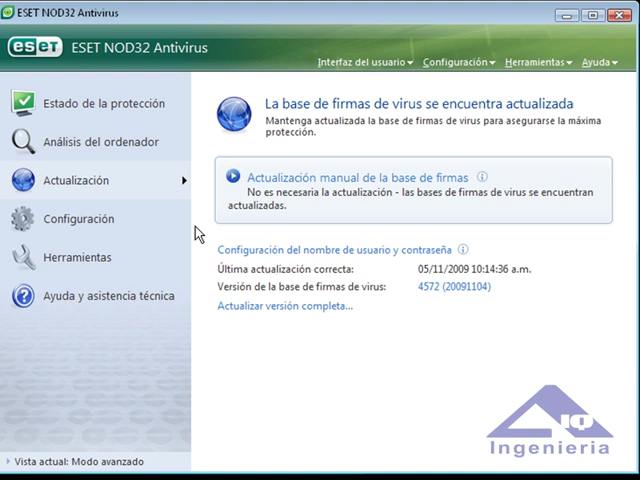 ESET NOD32 Antivirus
eset ESET NOD32 Antivirus
Interfaz del usuario Configuración Herramientas Ayuda
Estado de la protección
Análisis del ordenador
Actualización
Configuración
Herramientas
Ayuda y asistencia técnica
La base de firmas de virus se encuentra actualizada
Mantenga actualizada la base de firmas de virus para asegurarse la máxima
protección.
Actualización manual de la base de firmas
No es necesaria la actualización - las bases de firmas de virus se encuentran
actualizadas.
Configuración del nombre de usuario y contraseña
Última actualización correcta: 05/11/2009 10:14:36 a.m.
Versión de la base de firmas de virus: 4572 (20091104)
Actualizar versión completa...
IQ
Ingenieria
Vista actual: Modo avanzado